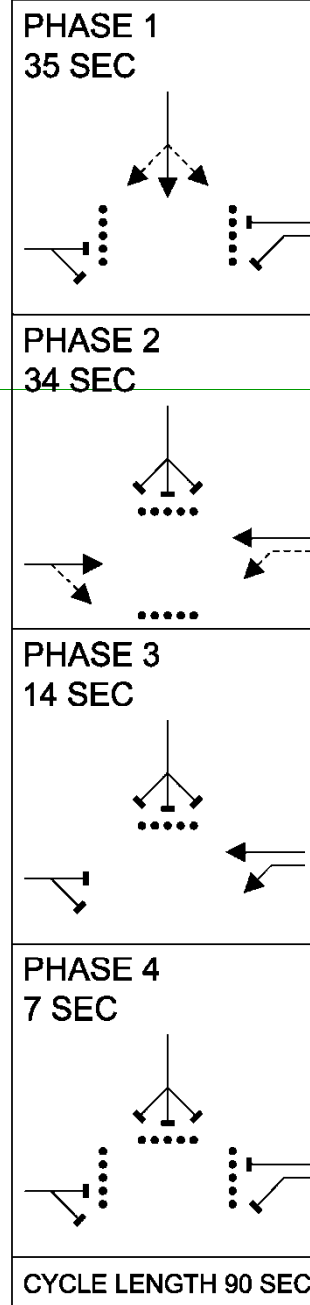 PHASE 1
35 SEC
PHASE 2
34 SEC
PHASE 3
14 SEC
PHASE 4
7 SEC
CYCLE LENGTH 90 SEC